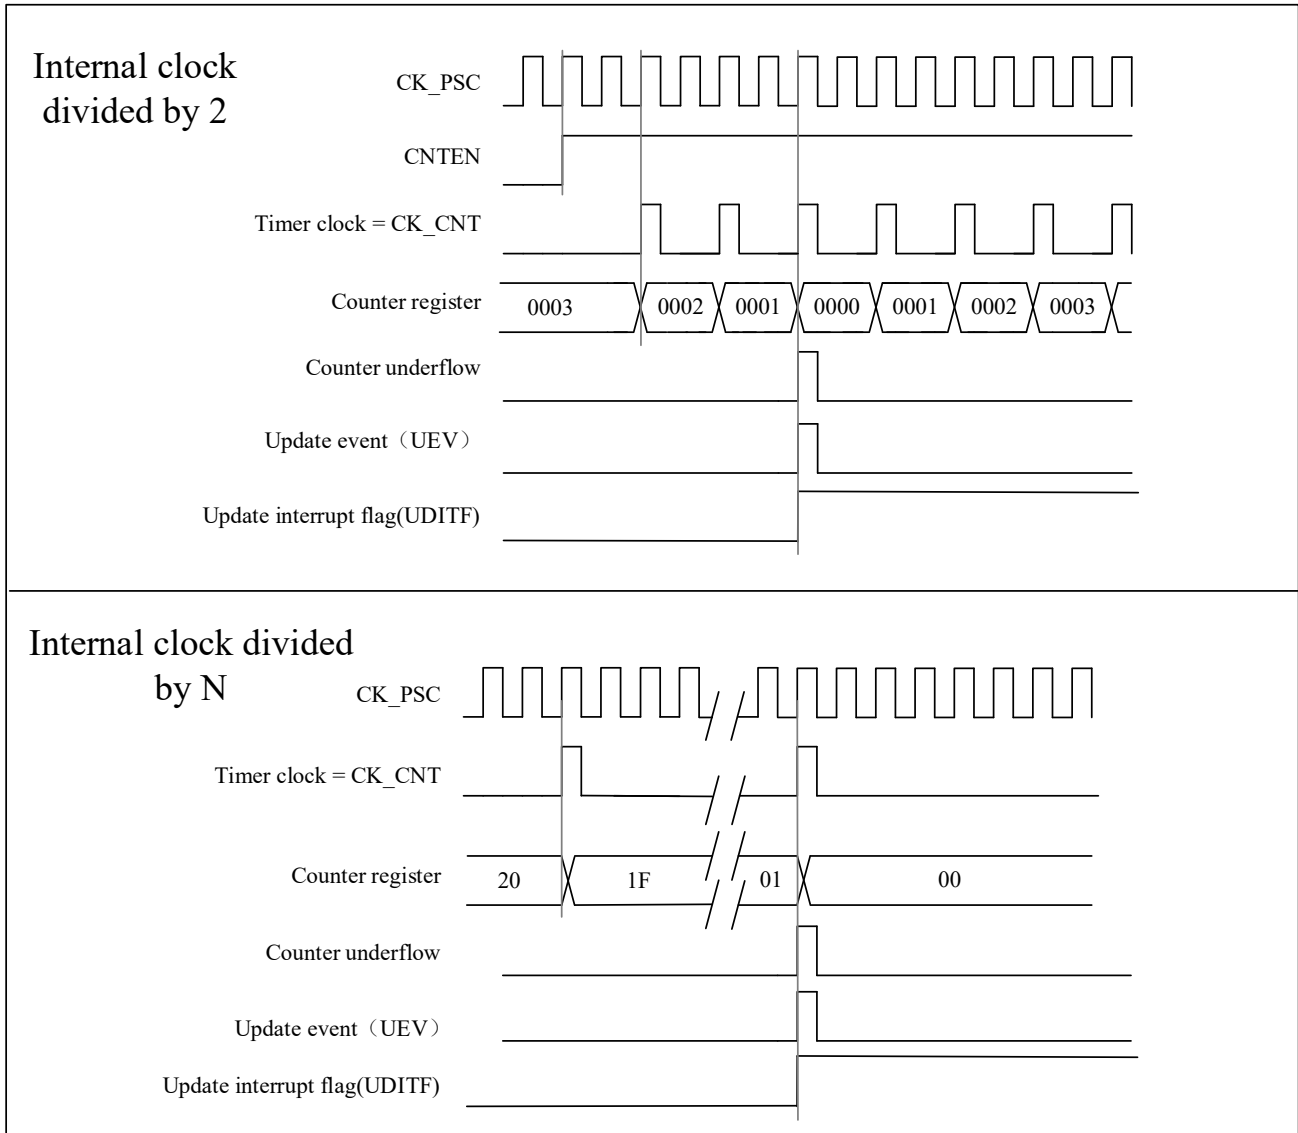 Internal clock
divided by 2
CK_PSC
CNTEN
Timer clock = CK_CNT
Counter register
0003 0002 0001 0000 0001 0002 0003
Counter underflow
Update event（UEV）
Update interrupt flag(UDITF)
Internal clock divided
by N
CK_PSC
Timer clock = CK_CNT
Counter register
20 1F 01 00
Counter underflow
Update event（UEV）
Update interrupt flag(UDITF)